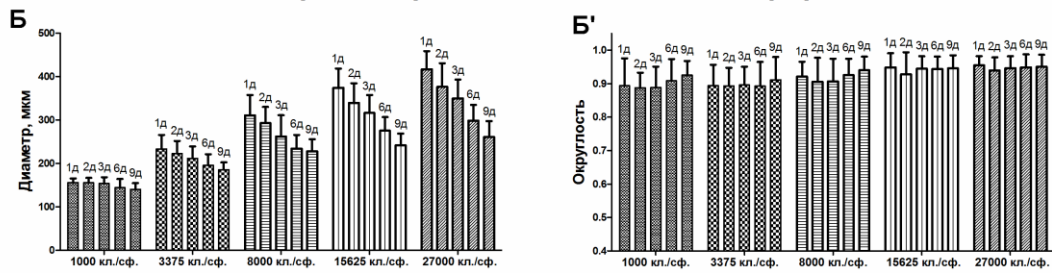 Б
Диаметр, мкм
500
400
300
200
100
0
1д 2д 3д 6д 9д
1д 2д 3д 6д 9д
1д 2д 3д 6д 9д
1д 2д 3д 6д 9д
1д 2д 3д 6д 9д
1000 кл./сф. 3375 кл./сф. 8000 кл./сф. 15625 кл./сф. 27000 кл./сф.
Б'
Округлость
1.0
0.9
0.8
0.7
0.6
0.5
0.4
1д 2д 3д 6д 9д
1д 2д 3д 6д 9д
1д 2д 3д 6д 9д
1д 2д 3д 6д 9д
1д 2д 3д 6д 9д
1000 кл./сф. 3375 кл./сф. 8000 кл./сф. 15625 кл./сф. 27000 кл./сф.